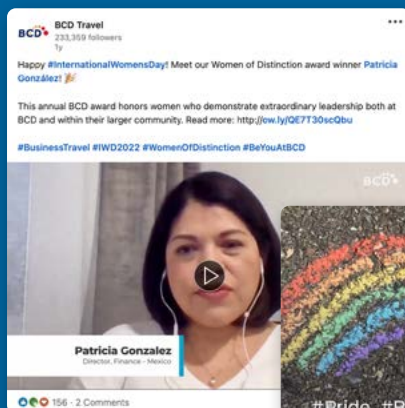 BCD Travel
BCD
233,359 followers
1y
Happy #InternationalWomensDay! Meet our Women of Distinction award winner Patricia
González! 🎉
This annual BCD award honors women who demonstrate extraordinary leadership both at
BCD and within their larger community. Read more: http://ow.ly/QE7T30scQbu
#BusinessTravel #IWD2022 #WomenOfDistinction #BeYouAtBCD
BCD
Patricia Gonzalez
Director, Finance - Mexico
156 · 2 Comments
#Pride